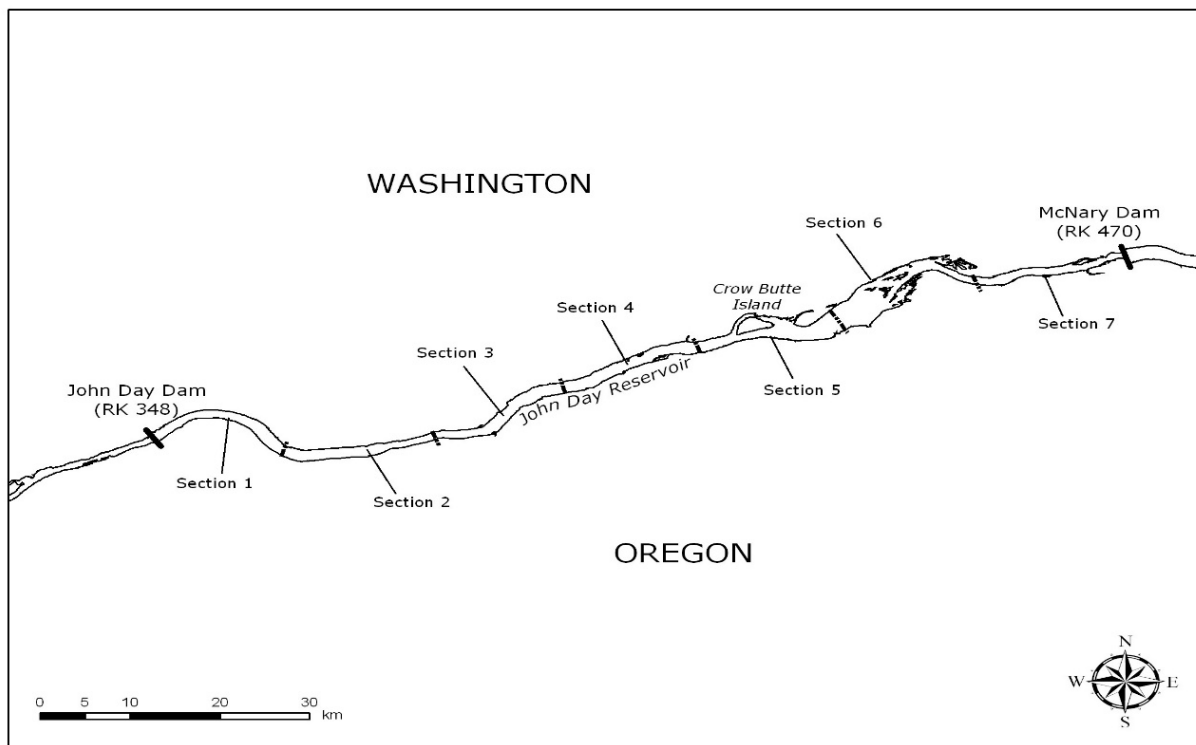 WASHINGTON
McNary Dam
(RK 470)
Section 6
Crow Butte
Island
Section 4
Section 7
Section 3
John Day Reservoir
Section 5
John Day Dam
(RK 348)
Section 1
Section 2
OREGON
N
W E
S
0 5 10 20 30
km